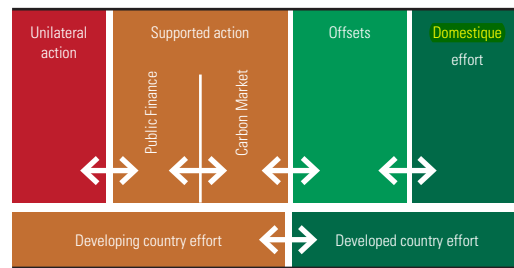 Unilateral
action
Supported action
Public Finance
Carbon Market
Offsets
Domestique
effort
Developing country effort
Developed country effort